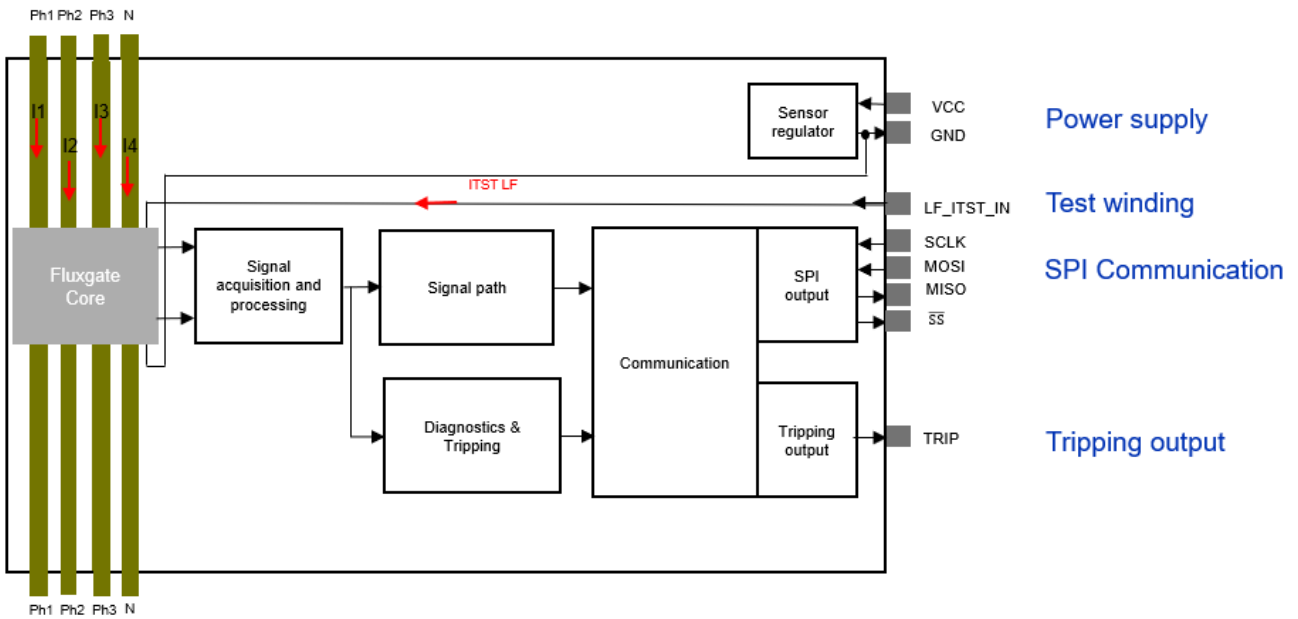 Ph1 Ph2 Ph3 N
I1
I2
I3
I4
Sensor
regulator
VCC
GND
Power supply
ITST LF
LF_ITST_IN
Test winding
Fluxgate
Core
Signal
acquisition and
processing
Signal path
Diagnostics &
Tripping
Communication
SPI
output
SCLK
MOSI
MISO
S̅S̅
SPI Communication
Tripping
output
TRIP
Tripping output
Ph1 Ph2 Ph3 N